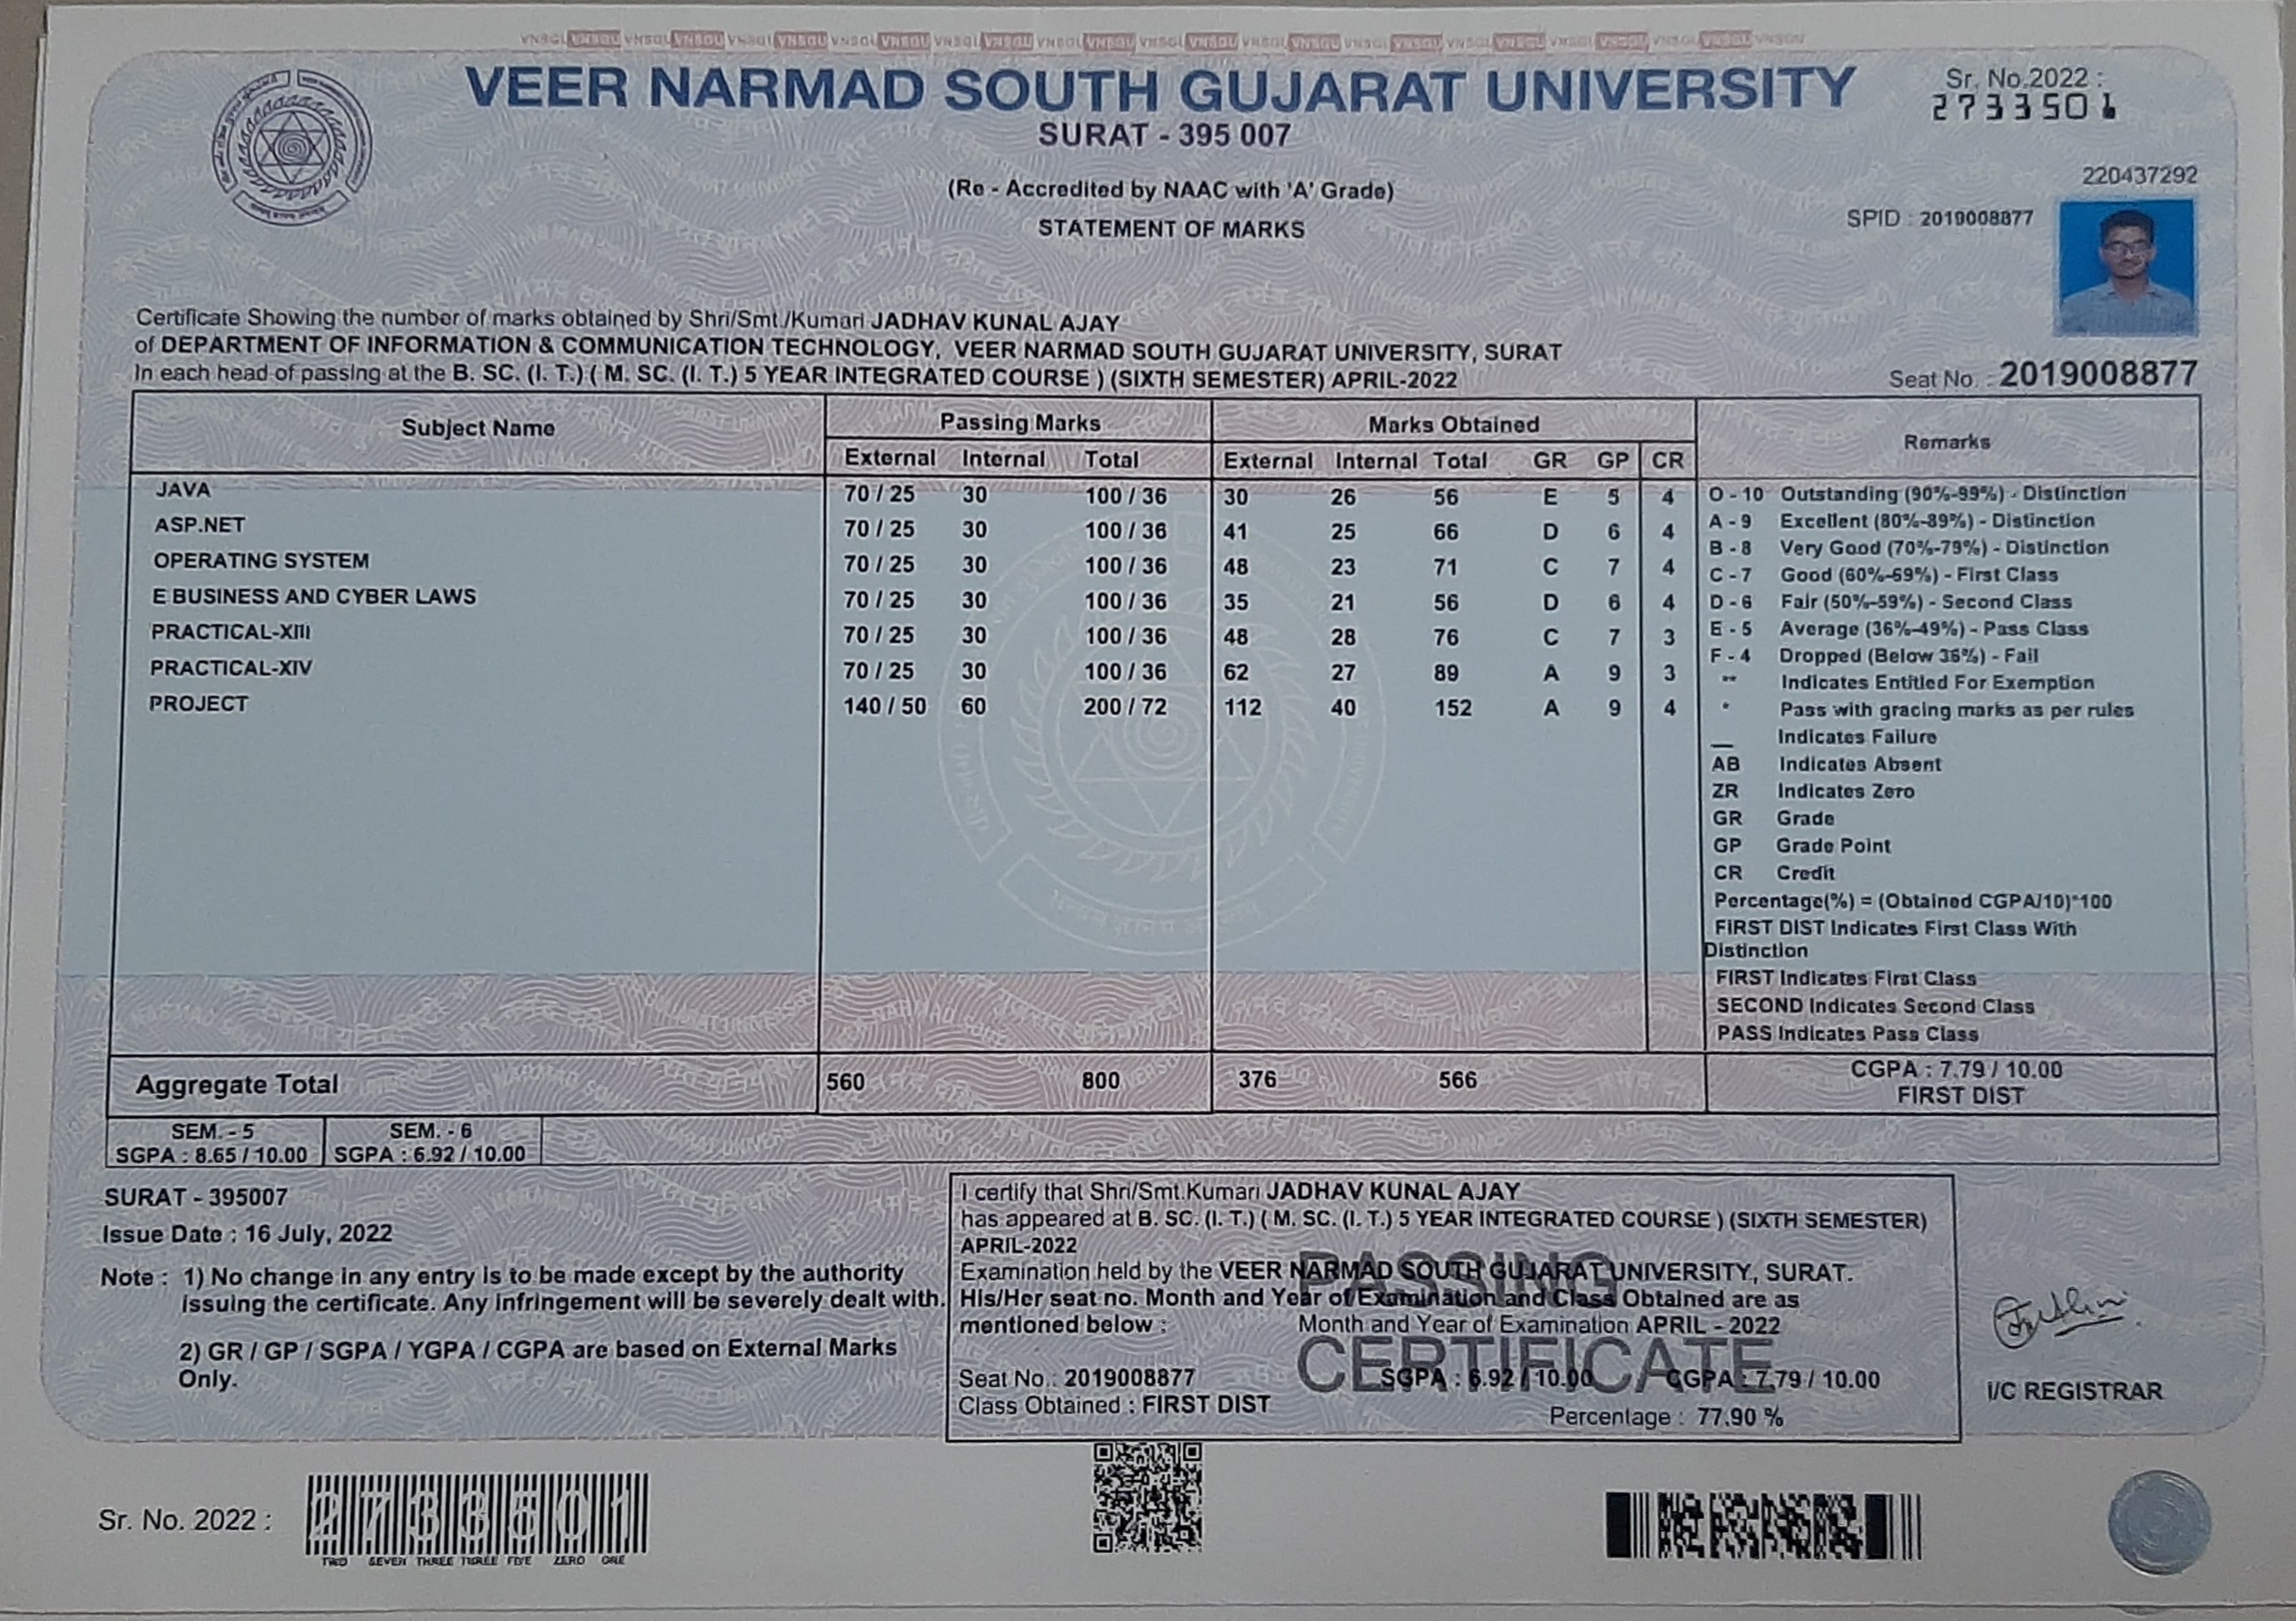 VEER NARMAD SOUTH GUJARAT UNIVERSITY
SURAT - 395 007
(Re - Accredited by NAAC with 'A' Grade)
STATEMENT OF MARKS
Sr. No.2022 :
2733501
220437292
SPID : 2019008877
Certificate Showing the number of marks obtained by Shri/Smt./Kumari JADHAV KUNAL AJAY
of DEPARTMENT OF INFORMATION & COMMUNICATION TECHNOLOGY, VEER NARMAD SOUTH GUJARAT UNIVERSITY, SURAT
In each head of passing at the B. SC. (I. T.) ( M. SC. (I. T.) 5 YEAR INTEGRATED COURSE ) (SIXTH SEMESTER) APRIL-2022
Seat No. : 2019008877
Subject Name Passing Marks Marks Obtained Remarks
External Internal Total External Internal Total GR GP CR
JAVA 70 / 25 30 100 / 36 30 26 56 E 5 4
ASP.NET 70 / 25 30 100 / 36 41 25 66 D 6 4
OPERATING SYSTEM 70 / 25 30 100 / 36 48 23 71 C 7 4
E BUSINESS AND CYBER LAWS 70 / 25 30 100 / 36 35 21 56 D 6 4
PRACTICAL-XIII 70 / 25 30 100 / 36 48 28 76 C 7 3
PRACTICAL-XIV 70 / 25 30 100 / 36 62 27 89 A 9 3
PROJECT 140 / 50 60 200 / 72 112 40 152 A 9 4
O - 10 Outstanding (90%-99%) - Distinction
A - 9 Excellent (80%-89%) - Distinction
B - 8 Very Good (70%-79%) - Distinction
C - 7 Good (60%-69%) - First Class
D - 6 Fair (50%-59%) - Second Class
E - 5 Average (36%-49%) - Pass Class
F - 4 Dropped (Below 36%) - Fail
** Indicates Entitled For Exemption
* Pass with gracing marks as per rules
__ Indicates Failure
AB Indicates Absent
ZR Indicates Zero
GR Grade
GP Grade Point
CR Credit
Percentage(%) = (Obtained CGPA/10)*100
FIRST DIST Indicates First Class With
Distinction
FIRST Indicates First Class
SECOND Indicates Second Class
PASS Indicates Pass Class
Aggregate Total 560 800 376 566
CGPA : 7.79 / 10.00
FIRST DIST
SEM. - 5 SEM. - 6
SGPA : 8.65 / 10.00 SGPA : 6.92 / 10.00
SURAT - 395007
Issue Date : 16 July, 2022
Note : 1) No change in any entry is to be made except by the authority
issuing the certificate. Any infringement will be severely dealt with.
2) GR / GP / SGPA / YGPA / CGPA are based on External Marks
Only.
I certify that Shri/Smt.Kumari JADHAV KUNAL AJAY
has appeared at B. SC. (I. T.) ( M. SC. (I. T.) 5 YEAR INTEGRATED COURSE ) (SIXTH SEMESTER)
APRIL-2022
Examination held by the VEER NARMAD SOUTH GUJARAT UNIVERSITY, SURAT.
His/Her seat no. Month and Year of Examination and Class Obtained are as
mentioned below : Month and Year of Examination APRIL - 2022
PASSING
CERTIFICATE
Seat No.: 2019008877 SGPA : 6.92 / 10.00 CGPA : 7.79 / 10.00
Class Obtained : FIRST DIST
Percentage : 77.90 %
I/C REGISTRAR
Sr. No. 2022 :
2733501
TWO SEVEN THREE THREE FIVE ZERO ONE